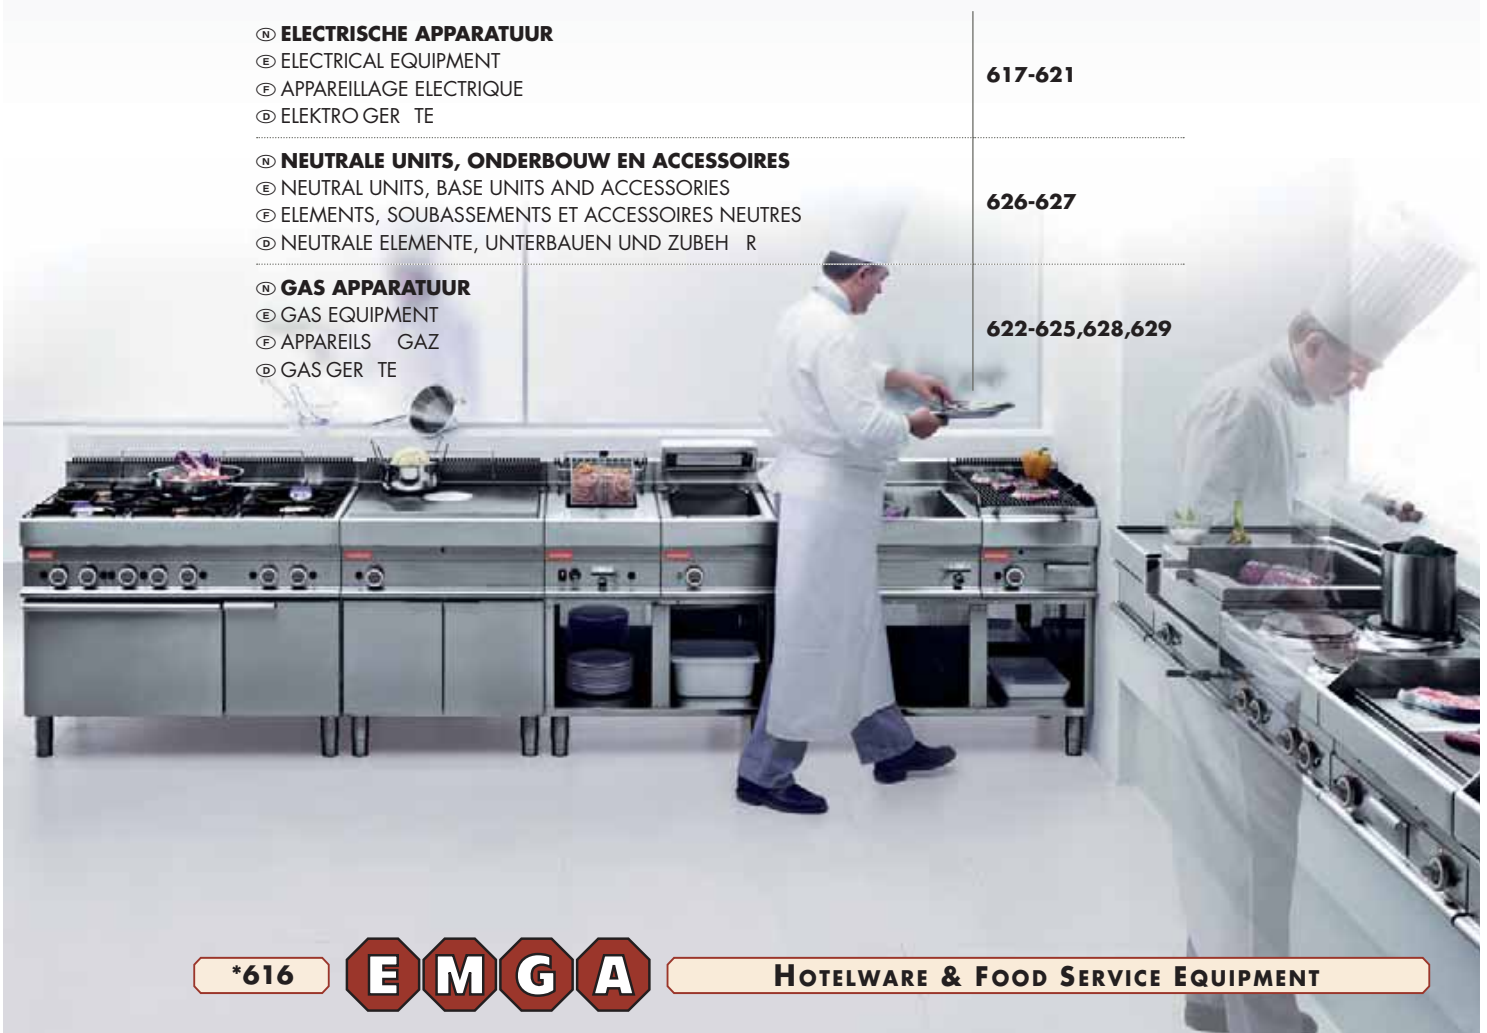 Ⓝ ELECTRISCHE APPARATUUR
Ⓔ ELECTRICAL EQUIPMENT
Ⓕ APPAREILLAGE ELECTRIQUE
Ⓓ ELEKTRO GER TE
617-621
Ⓝ NEUTRALE UNITS, ONDERBOUW EN ACCESSOIRES
Ⓔ NEUTRAL UNITS, BASE UNITS AND ACCESSORIES
Ⓕ ELEMENTS, SOUBASSEMENTS ET ACCESSOIRES NEUTRES
Ⓓ NEUTRALE ELEMENTE, UNTERBAUEN UND ZUBEH R
626-627
Ⓝ GAS APPARATUUR
Ⓔ GAS EQUIPMENT
Ⓕ APPAREILS GAZ
Ⓓ GAS GER TE
622-625,628,629
*616
EMGA
HOTELWARE & FOOD SERVICE EQUIPMENT